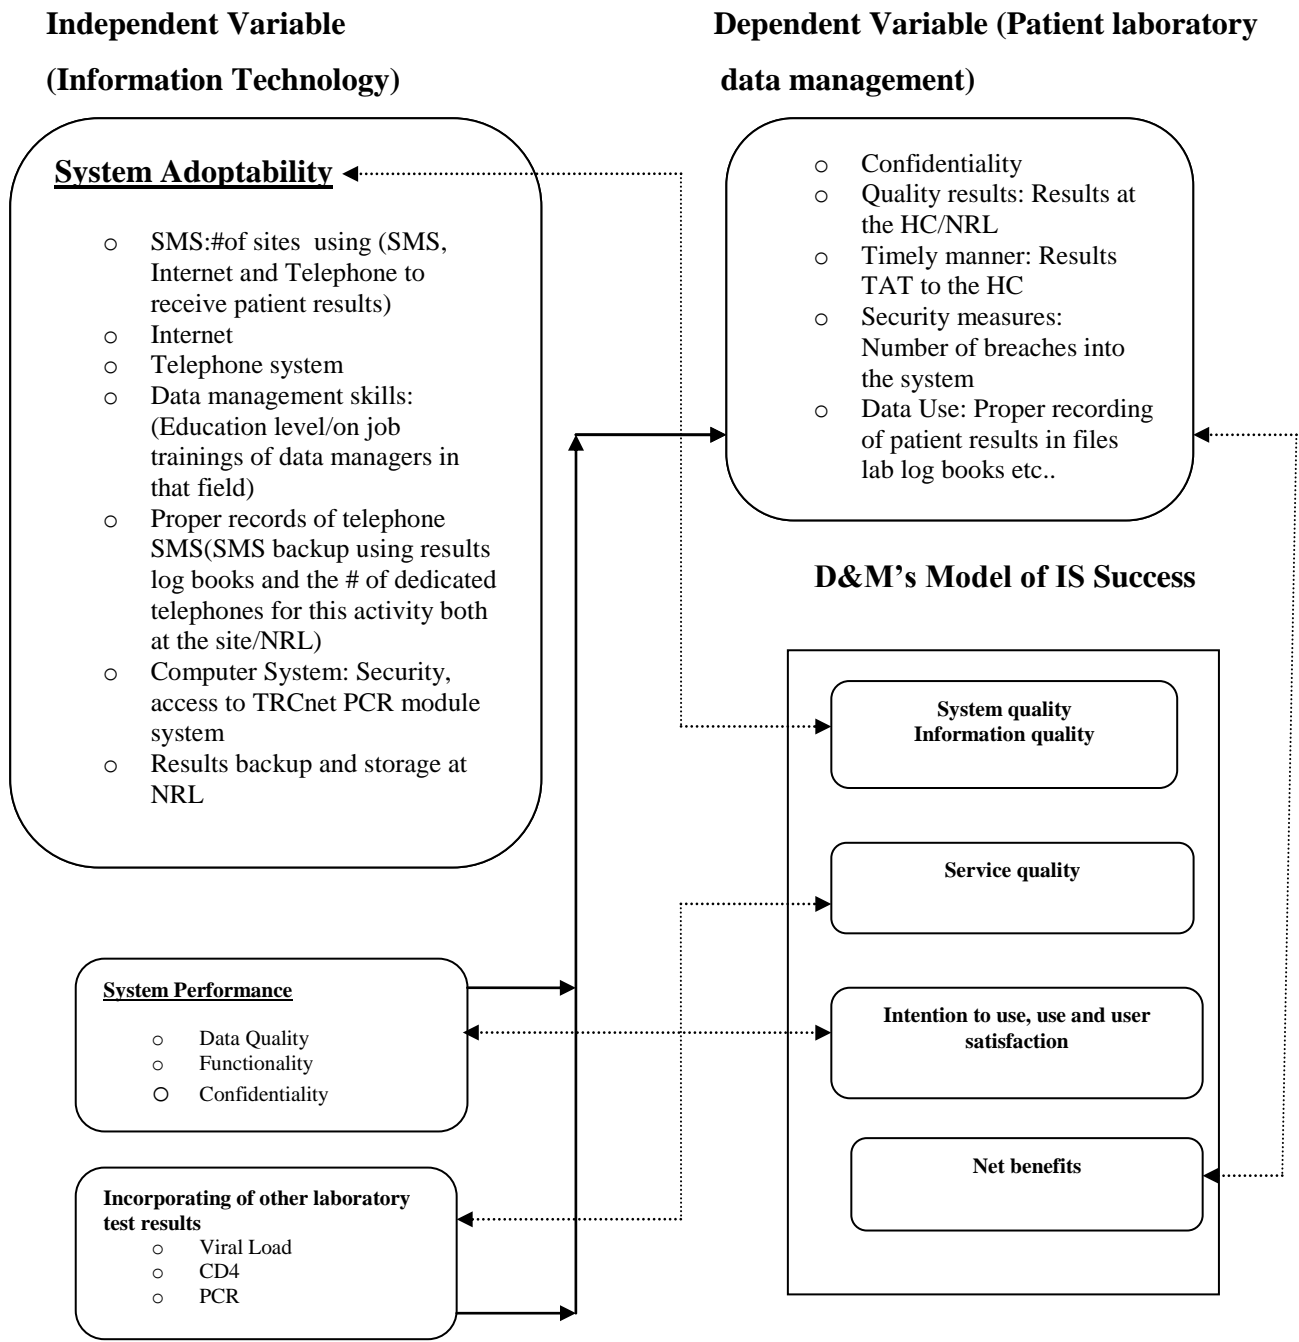 Independent Variable
(Information Technology)
Dependent Variable (Patient laboratory
data management)
System Adoptability
o SMS:#of sites using (SMS,
Internet and Telephone to
receive patient results)
o Internet
o Telephone system
o Data management skills:
(Education level/on job
trainings of data managers in
that field)
o Proper records of telephone
SMS(SMS backup using results
log books and the # of dedicated
telephones for this activity both
at the site/NRL)
o Computer System: Security,
access to TRCnet PCR module
system
o Results backup and storage at
NRL
o Confidentiality
o Quality results: Results at
the HC/NRL
o Timely manner: Results
TAT to the HC
o Security measures:
Number of breaches into
the system
o Data Use: Proper recording
of patient results in files
lab log books etc..
D&M’s Model of IS Success
System quality
Information quality
Service quality
Intention to use, use and user
satisfaction
Net benefits
System Performance
o Data Quality
o Functionality
o Confidentiality
Incorporating of other laboratory
test results
o Viral Load
o CD4
o PCR